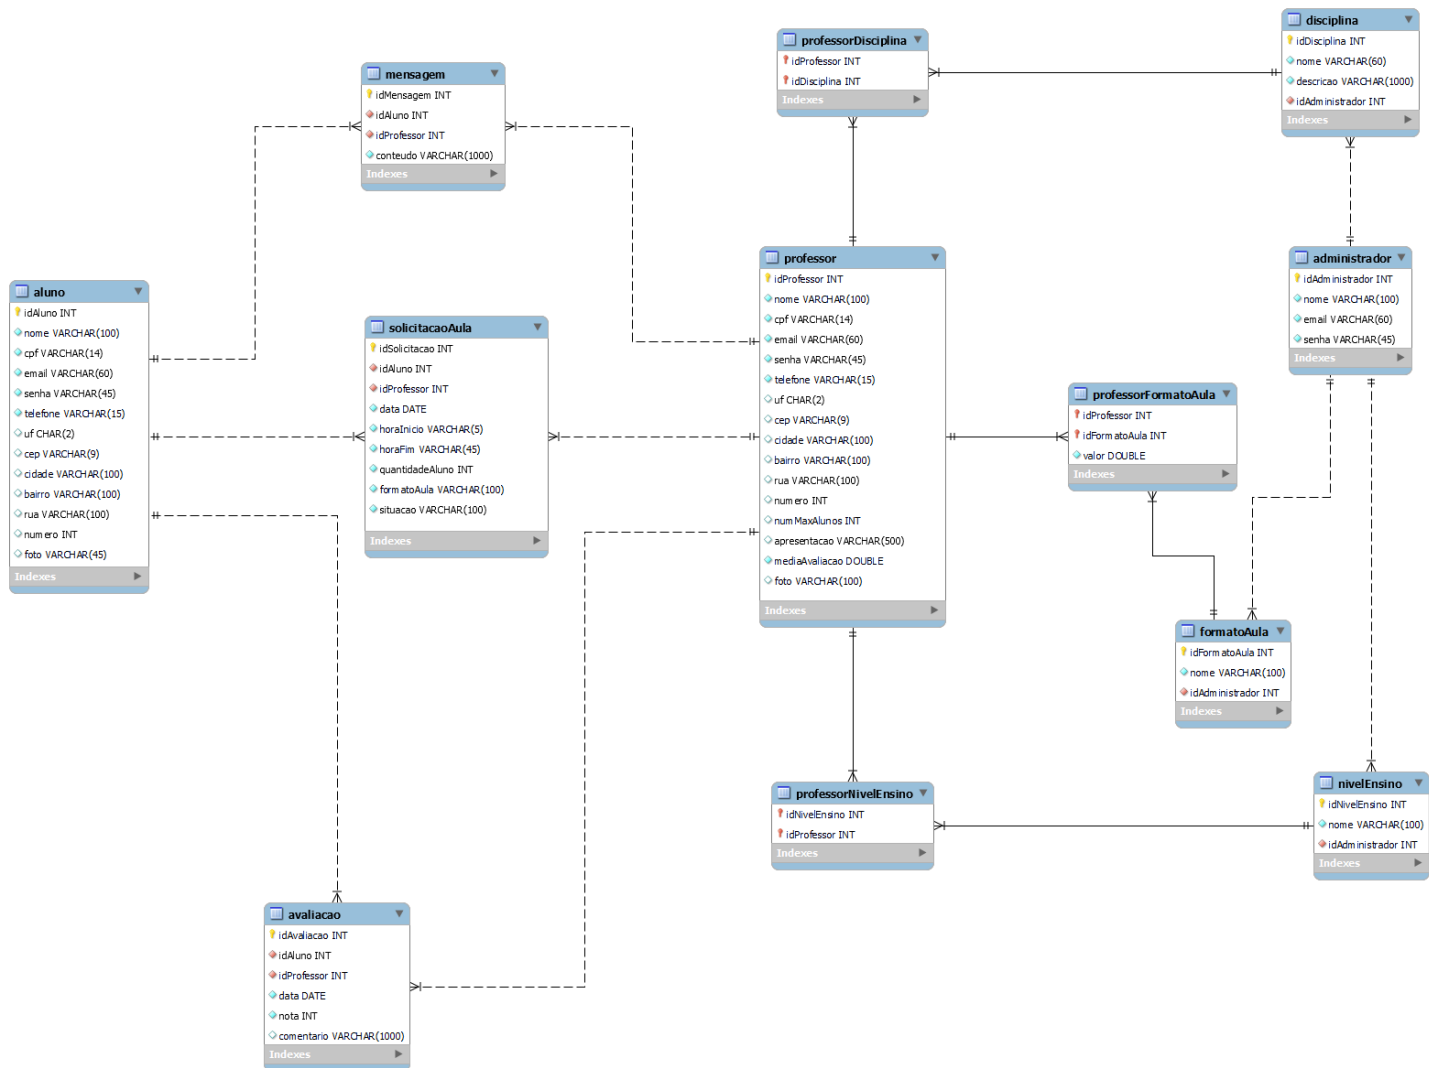 mensagem
idMensagem INT
idAluno INT
idProfessor INT
conteudo VARCHAR(1000)
Indexes
professorDisciplina
idProfessor INT
idDisciplina INT
Indexes
disciplina
idDisciplina INT
nome VARCHAR(60)
descricao VARCHAR(1000)
idAdministrador INT
Indexes
aluno
idAluno INT
nome VARCHAR(100)
cpf VARCHAR(14)
email VARCHAR(60)
senha VARCHAR(45)
telefone VARCHAR(15)
uf CHAR(2)
cep VARCHAR(9)
cidade VARCHAR(100)
bairro VARCHAR(100)
rua VARCHAR(100)
numero INT
foto VARCHAR(45)
Indexes
solicitacaoAula
idSolicitacao INT
idAluno INT
idProfessor INT
data DATE
horaInicio VARCHAR(5)
horaFim VARCHAR(45)
quantidadeAluno INT
formatoAula VARCHAR(100)
situacao VARCHAR(100)
Indexes
professor
idProfessor INT
nome VARCHAR(100)
cpf VARCHAR(14)
email VARCHAR(60)
senha VARCHAR(45)
telefone VARCHAR(15)
uf CHAR(2)
cep VARCHAR(9)
cidade VARCHAR(100)
bairro VARCHAR(100)
rua VARCHAR(100)
numero INT
numMaxAlunos INT
apresentacao VARCHAR(500)
mediaAvaliacao DOUBLE
foto VARCHAR(100)
Indexes
administrador
idAdministrador INT
nome VARCHAR(100)
email VARCHAR(60)
senha VARCHAR(45)
Indexes
professorFormatoAula
idProfessor INT
idFormatoAula INT
valor DOUBLE
Indexes
formatoAula
idFormatoAula INT
nome VARCHAR(100)
idAdministrador INT
Indexes
professorNivelEnsino
idNivelEnsino INT
idProfessor INT
Indexes
nivelEnsino
idNivelEnsino INT
nome VARCHAR(100)
idAdministrador INT
Indexes
avaliacao
idAvaliacao INT
idAluno INT
idProfessor INT
data DATE
nota INT
comentario VARCHAR(1000)
Indexes